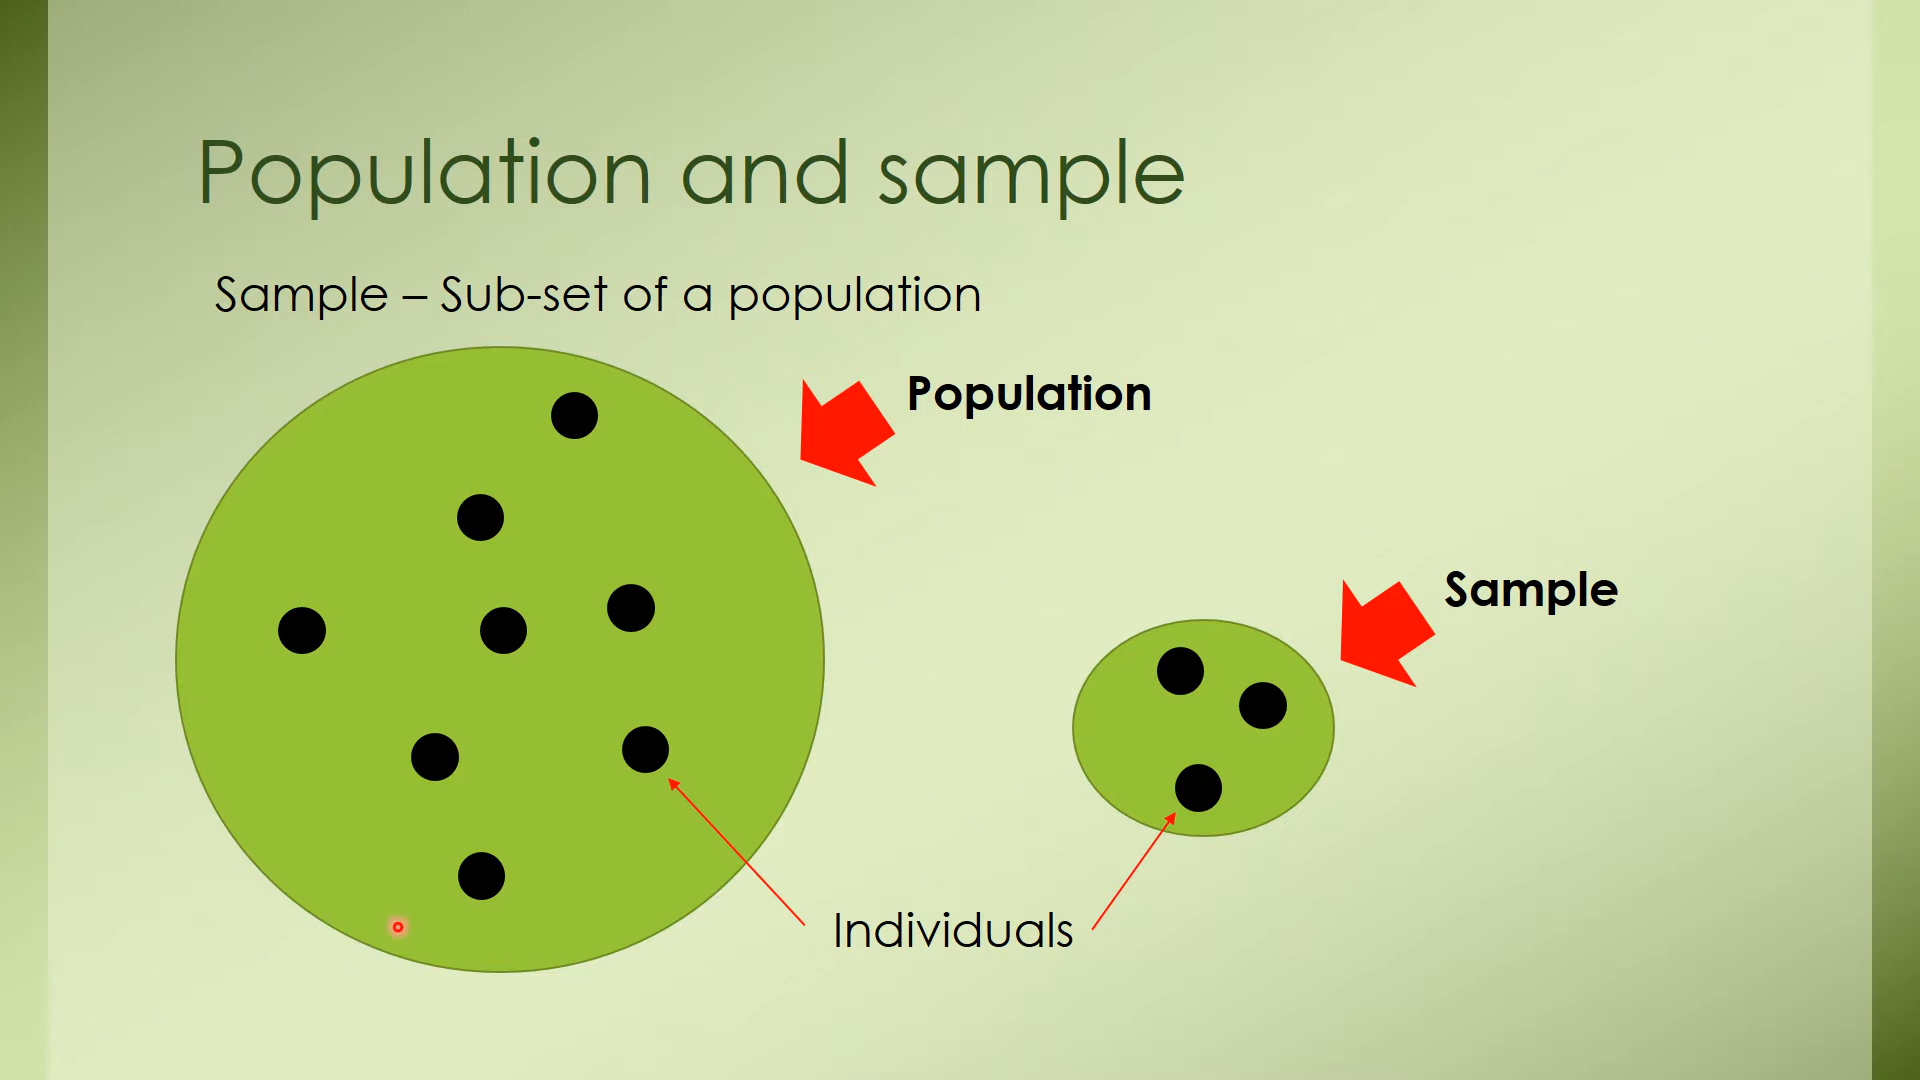 Population and sample
Sample – Sub-set of a population
Population
Sample
Individuals